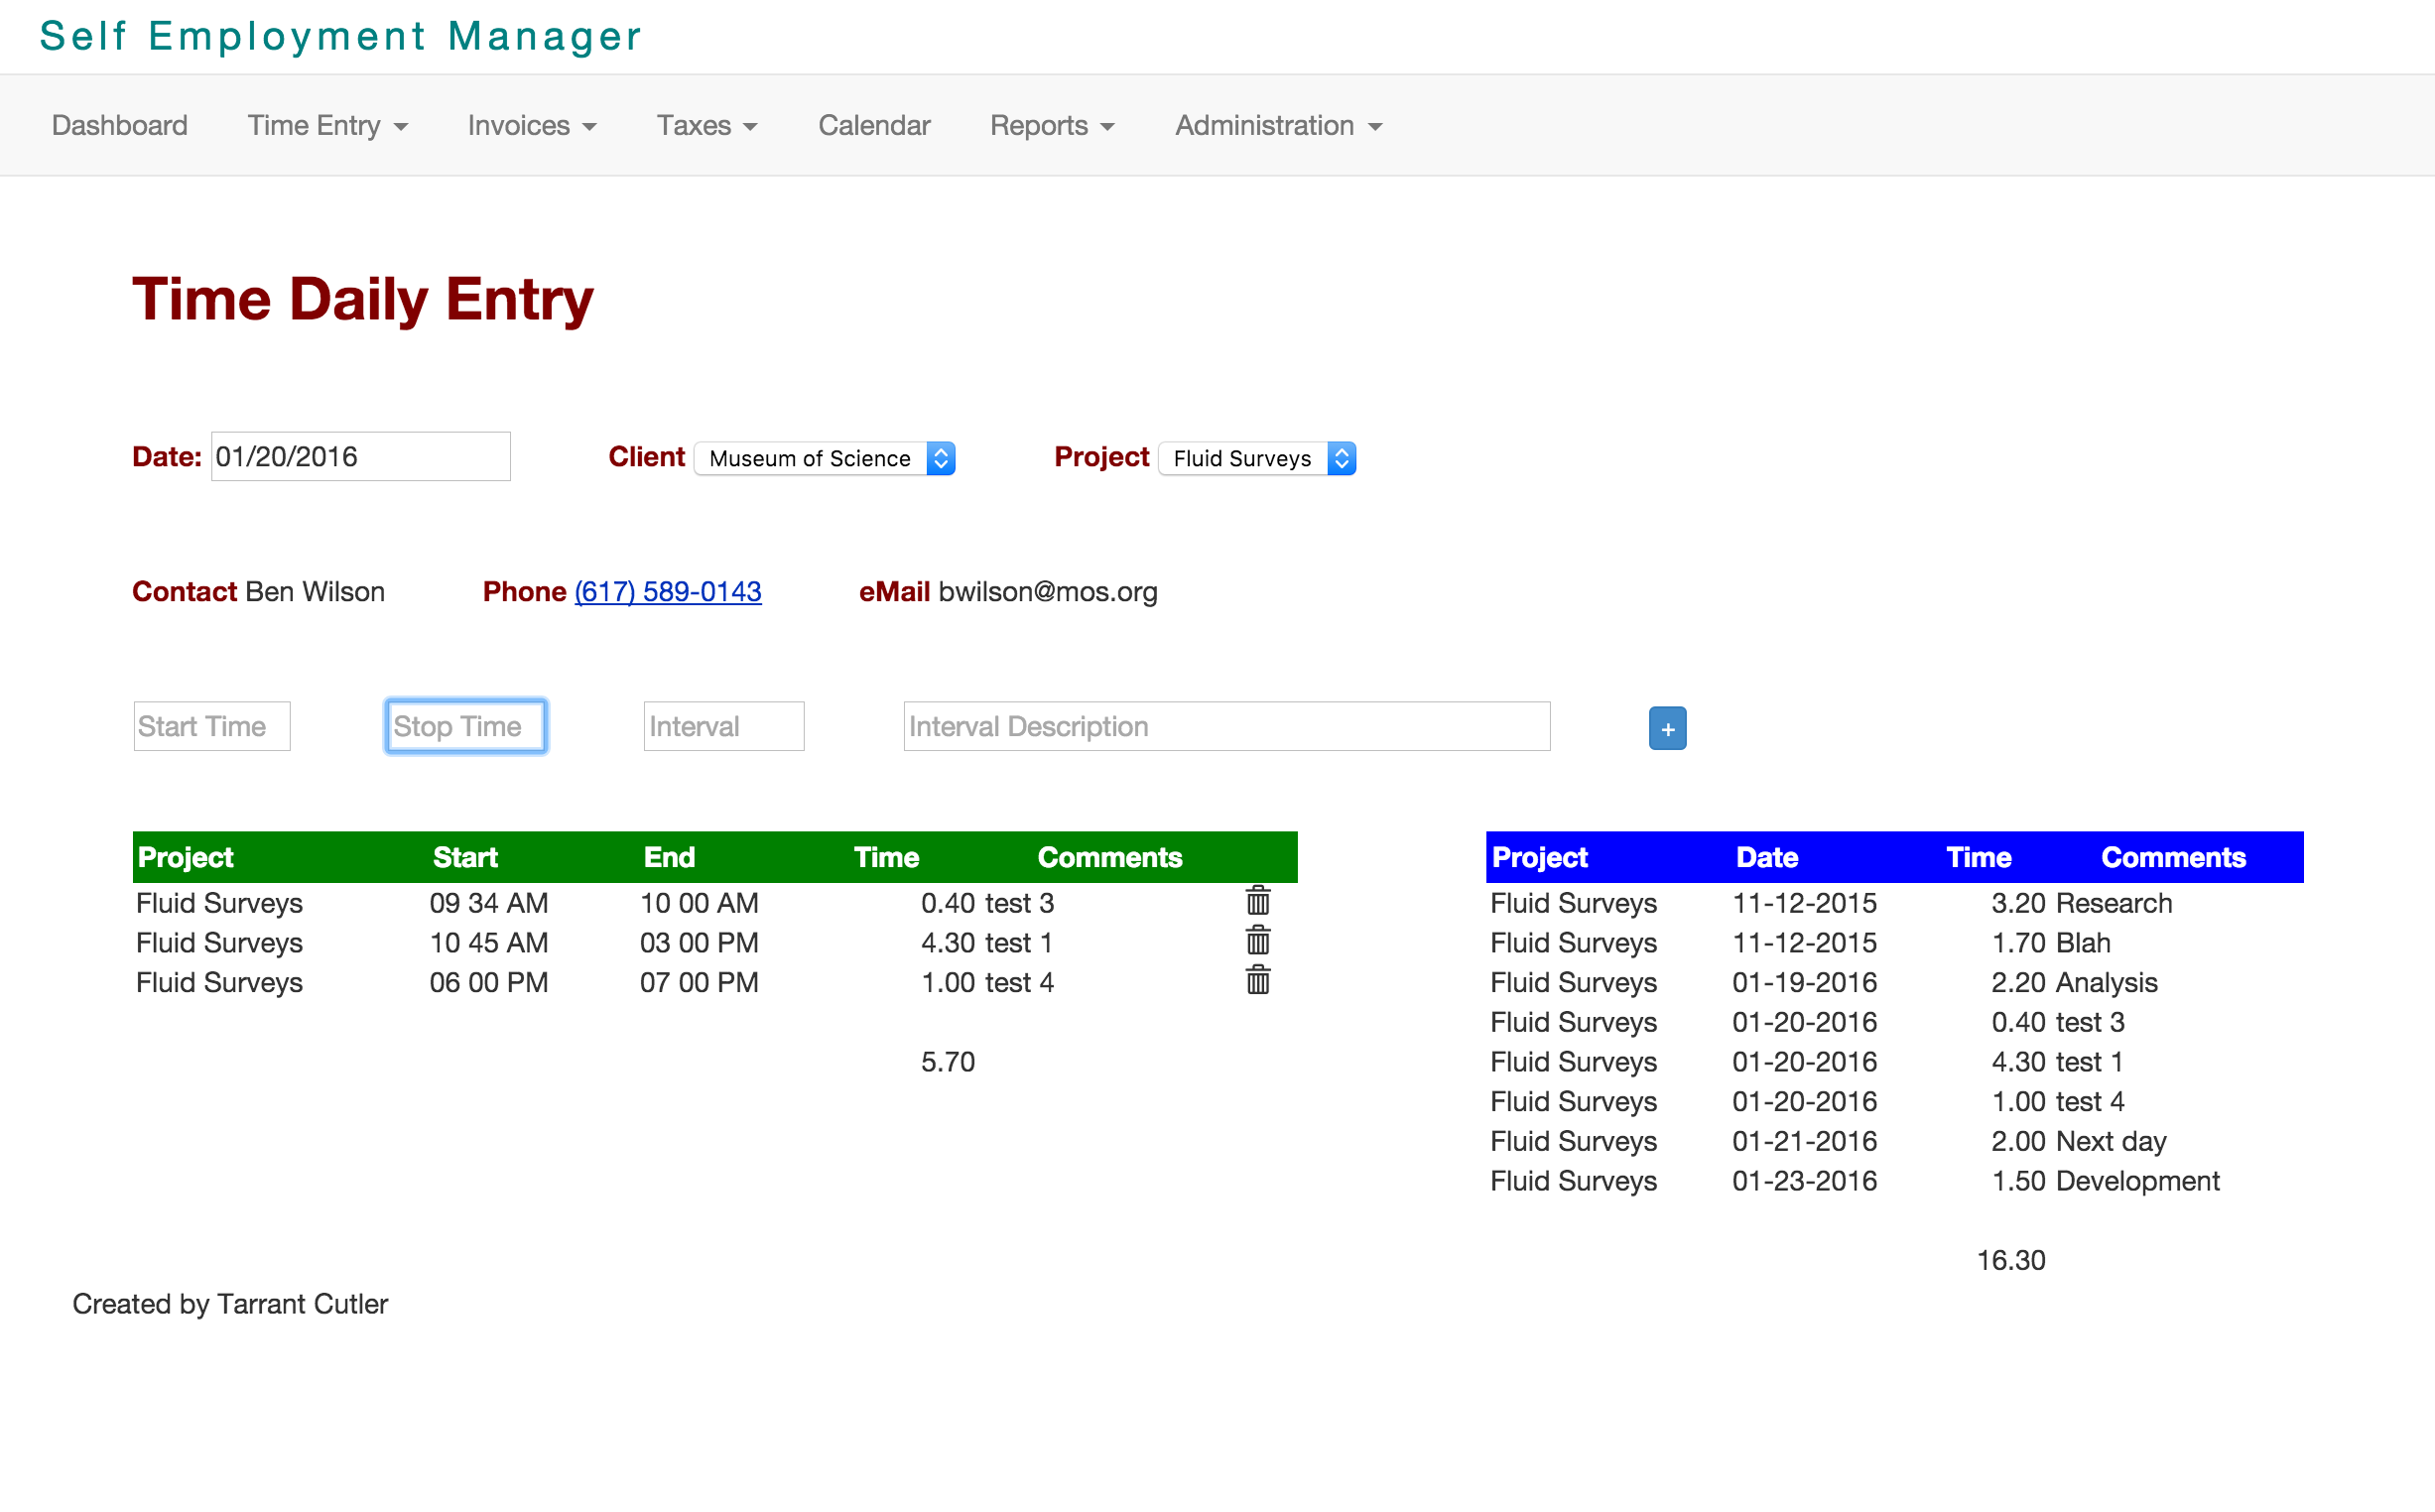 Self Employment Manager
Dashboard Time Entry Invoices Taxes Calendar Reports Administration
Time Daily Entry
Date: 01/20/2016 Client Museum of Science Project Fluid Surveys
Contact Ben Wilson Phone (617) 589-0143 eMail bwilson@mos.org
Start Time Stop Time Interval Interval Description +
Project Start End Time Comments
Fluid Surveys 09 34 AM 10 00 AM 0.40 test 3
Fluid Surveys 10 45 AM 03 00 PM 4.30 test 1
Fluid Surveys 06 00 PM 07 00 PM 1.00 test 4
5.70
Project Date Time Comments
Fluid Surveys 11-12-2015 3.20 Research
Fluid Surveys 11-12-2015 1.70 Blah
Fluid Surveys 01-19-2016 2.20 Analysis
Fluid Surveys 01-20-2016 0.40 test 3
Fluid Surveys 01-20-2016 4.30 test 1
Fluid Surveys 01-20-2016 1.00 test 4
Fluid Surveys 01-21-2016 2.00 Next day
Fluid Surveys 01-23-2016 1.50 Development
16.30
Created by Tarrant Cutler